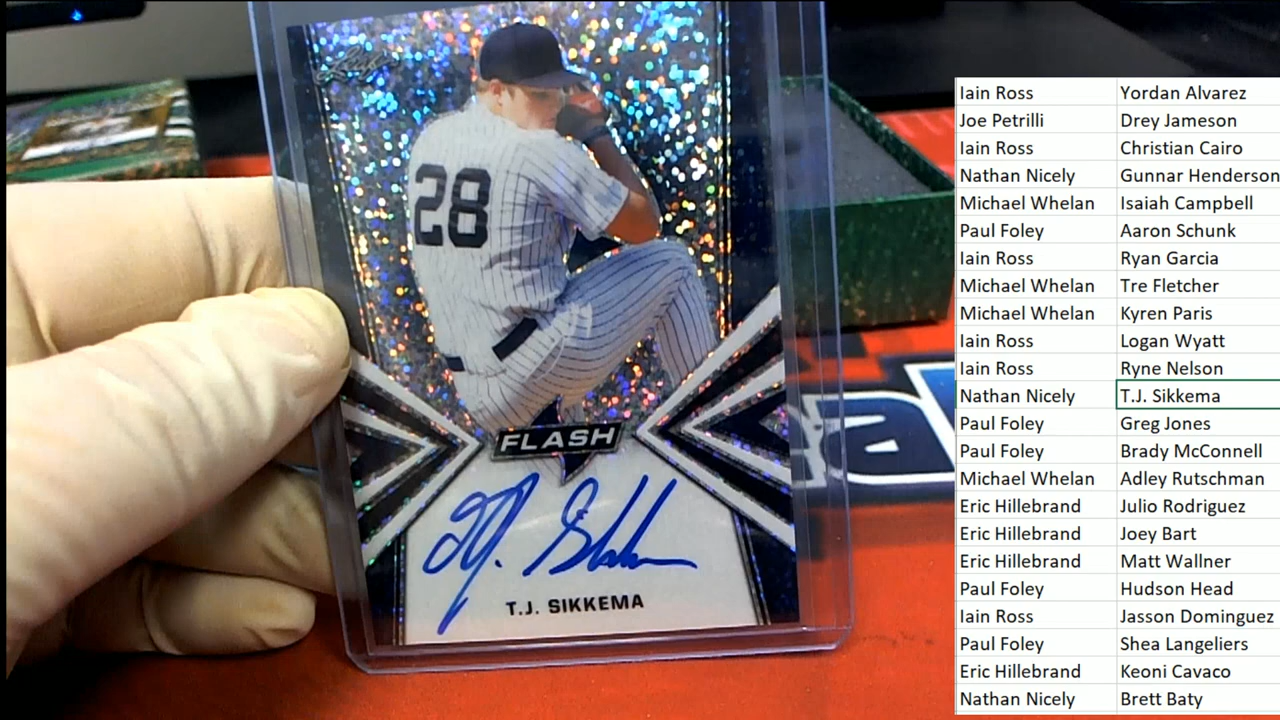 Leaf
28
FLASH
T.J. Sikkema
T.J. SIKKEMA
Iain Ross Yordan Alvarez
Joe Petrilli Drey Jameson
Iain Ross Christian Cairo
Nathan Nicely Gunnar Henderson
Michael Whelan Isaiah Campbell
Paul Foley Aaron Schunk
Iain Ross Ryan Garcia
Michael Whelan Tre Fletcher
Michael Whelan Kyren Paris
Iain Ross Logan Wyatt
Iain Ross Ryne Nelson
Nathan Nicely T.J. Sikkema
Paul Foley Greg Jones
Paul Foley Brady McConnell
Michael Whelan Adley Rutschman
Eric Hillebrand Julio Rodriguez
Eric Hillebrand Joey Bart
Eric Hillebrand Matt Wallner
Paul Foley Hudson Head
Iain Ross Jasson Dominguez
Paul Foley Shea Langeliers
Eric Hillebrand Keoni Cavaco
Nathan Nicely Brett Baty